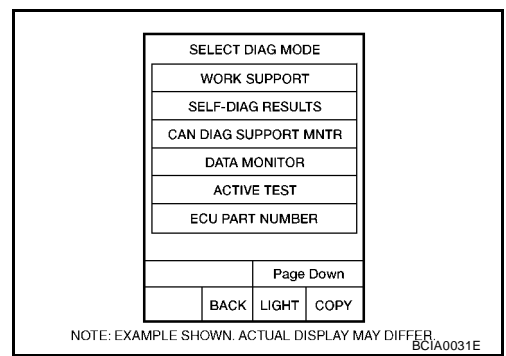 SELECT DIAG MODE
WORK SUPPORT
SELF-DIAG RESULTS
CAN DIAG SUPPORT MNTR
DATA MONITOR
ACTIVE TEST
ECU PART NUMBER
Page Down
BACK LIGHT COPY
NOTE: EXAMPLE SHOWN. ACTUAL DISPLAY MAY DIFFER.
BCIA0031E